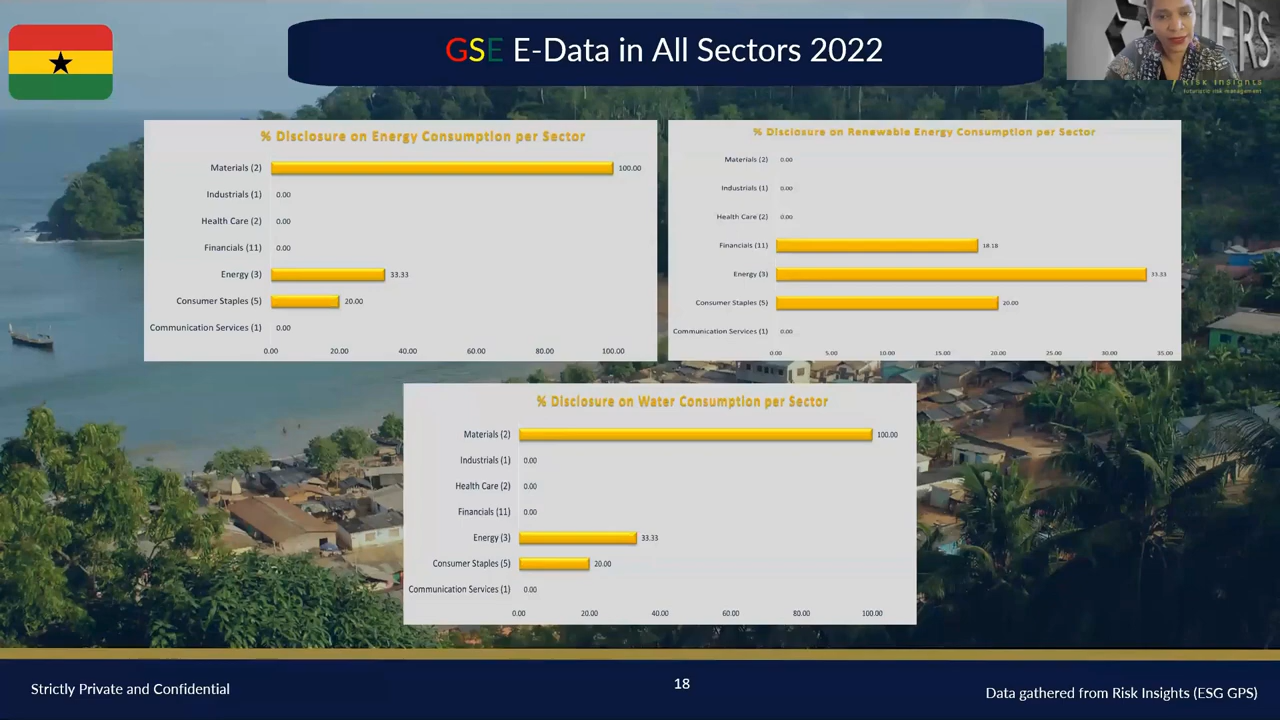 GSE E-Data in All Sectors 2022
ERS
Risk Insights
futuristic risk management
% Disclosure on Energy Consumption per Sector
Materials (2) 100.00
Industrials (1) 0.00
Health Care (2) 0.00
Financials (11) 0.00
Energy (3) 33.33
Consumer Staples (5) 20.00
Communication Services (1) 0.00
0.00 20.00 40.00 60.00 80.00 100.00
% Disclosure on Renewable Energy Consumption per Sector
Materials (2) 0.00
Industrials (1) 0.00
Health Care (2) 0.00
Financials (11) 18.18
Energy (3) 33.33
Consumer Staples (5) 20.00
Communication Services (1) 0.00
0.00 5.00 10.00 15.00 20.00 25.00 30.00 35.00
% Disclosure on Water Consumption per Sector
Materials (2) 100.00
Industrials (1) 0.00
Health Care (2) 0.00
Financials (11) 0.00
Energy (3) 33.33
Consumer Staples (5) 20.00
Communication Services (1) 0.00
0.00 20.00 40.00 60.00 80.00 100.00
Strictly Private and Confidential
18
Data gathered from Risk Insights (ESG GPS)